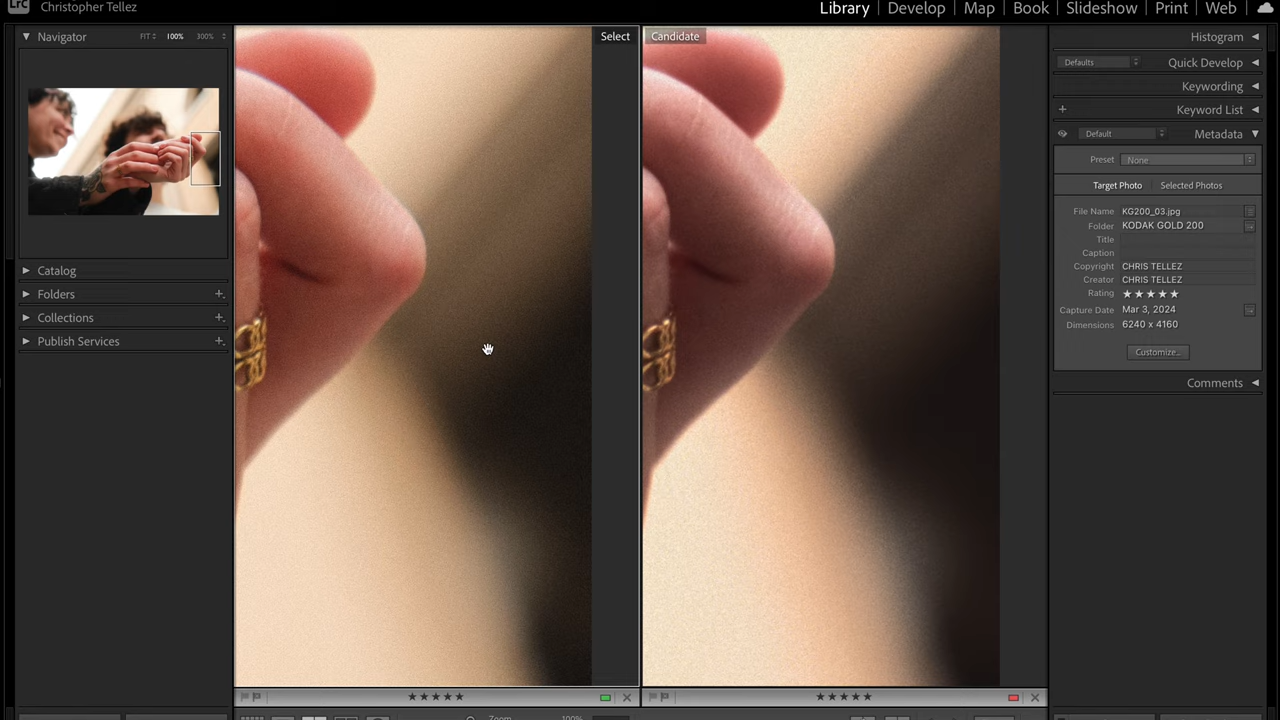 LrC
Christopher Tellez
Library | Develop | Map | Book | Slideshow | Print | Web
Navigator
FIT
100%
300%
Catalog
Folders
Collections
Publish Services
Select
Candidate
Histogram
Defaults
Quick Develop
Keywording
Keyword List
Default
Metadata
Preset None
Target Photo Selected Photos
File Name KG200_03.jpg
Folder KODAK GOLD 200
Title
Caption
Copyright CHRIS TELLEZ
Creator CHRIS TELLEZ
Rating ★★★★★
Capture Date Mar 3, 2024
Dimensions 6240 x 4160
Customize...
Comments
★★★★★
★★★★★
Zoom 100%